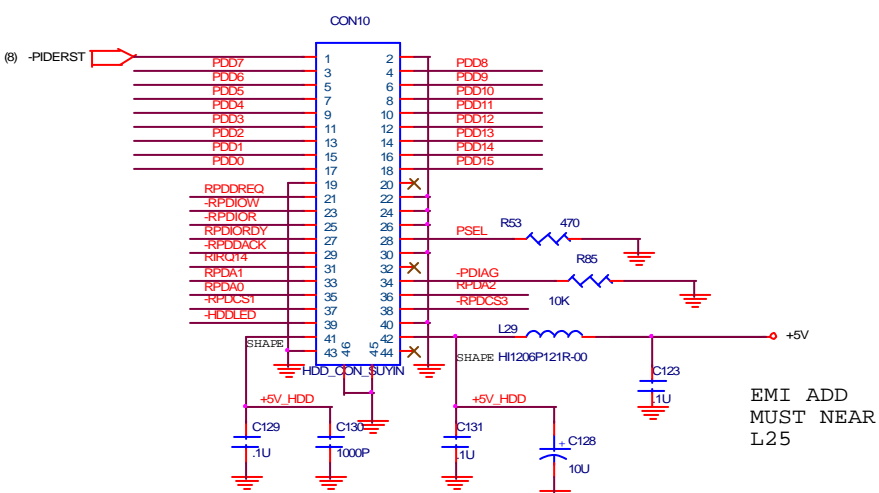 CON10
(8) -PIDERST
1 2
PDD7 3 4 PDD8
PDD6 5 6 PDD9
PDD5 7 8 PDD10
PDD4 9 10 PDD11
PDD3 11 12 PDD12
PDD2 13 14 PDD13
PDD1 15 16 PDD14
PDD0 17 18 PDD15
19 20
RPDDREQ 21 22
-RPDIOW 23 24
-RPDIOR 25 26
RPDIORDY 27 28 PSEL R53 470
-RPDDACK 29 30
RIRQ14 31 32
RPDA1 33 34 -PDIAG R85
RPDA0 35 36 RPDA2
10K
-RPDCS1 37 38 -RPDCS3
-HDDLED 39 40
41 42 L29 +5V
SHAPE 43 46 45 44 SHAPE HI1206P121R-00
HDD_CON_SUYIN
C123
.1U
+5V_HDD +5V_HDD
C129 C130 C131 + C128
.1U 1000P .1U 10U
EMI ADD
MUST NEAR
L25